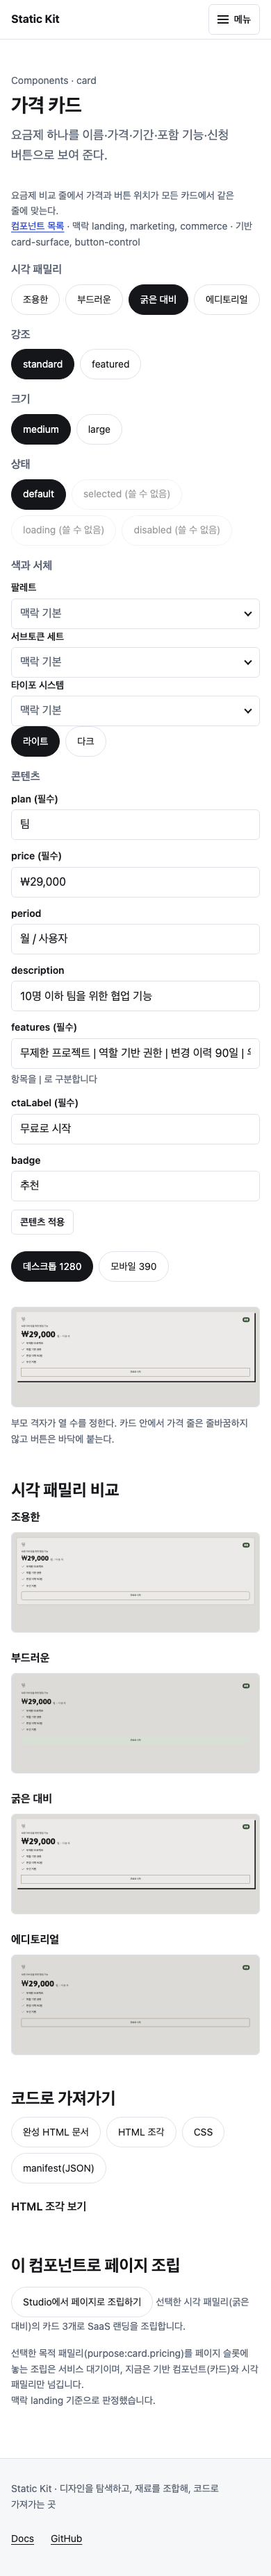 Static Kit
메뉴
Components · card
가격 카드
요금제 하나를 이름·가격·기간·포함 기능·신청
버튼으로 보여 준다.
요금제 비교 줄에서 가격과 버튼 위치가 모든 카드에서 같은
줄에 맞는다.
컴포넌트 목록 · 맥락 landing, marketing, commerce · 기반
card-surface, button-control
시각 패밀리
조용한 부드러운 굵은 대비 에디토리얼
강조
standard featured
크기
medium large
상태
default selected (쓸 수 없음)
loading (쓸 수 없음) disabled (쓸 수 없음)
색과 서체
팔레트
맥락 기본
서브토큰 세트
맥락 기본
타이포 시스템
맥락 기본
라이트 다크
콘텐츠
plan (필수)
팀
price (필수)
₩29,000
period
월 / 사용자
description
10명 이하 팀을 위한 협업 기능
features (필수)
무제한 프로젝트 | 역할 기반 권한 | 변경 이력 90일 |
항목을 | 로 구분합니다
ctaLabel (필수)
무료로 시작
badge
추천
콘텐츠 적용
데스크톱 1280 모바일 390
₩29,000
부모 격자가 열 수를 정한다. 카드 안에서 가격 줄은 줄바꿈하지
않고 버튼은 바닥에 붙는다.
시각 패밀리 비교
조용한
₩29,000
부드러운
₩29,000
굵은 대비
₩29,000
에디토리얼
₩29,000
코드로 가져가기
완성 HTML 문서 HTML 조각 CSS
manifest(JSON)
HTML 조각 보기
이 컴포넌트로 페이지 조립
Studio에서 페이지로 조립하기 선택한 시각 패밀리(굵은
대비)의 카드 3개로 SaaS 랜딩을 조립합니다.
선택한 목적 패밀리(purpose:card.pricing)를 페이지 슬롯에
놓는 조립은 서비스 대기이며, 지금은 기반 컴포넌트(카드)와 시각
패밀리만 넘깁니다.
맥락 landing 기준으로 판정했습니다.
Static Kit · 디자인을 탐색하고, 재료를 조합해, 코드로
가져가는 곳
Docs GitHub